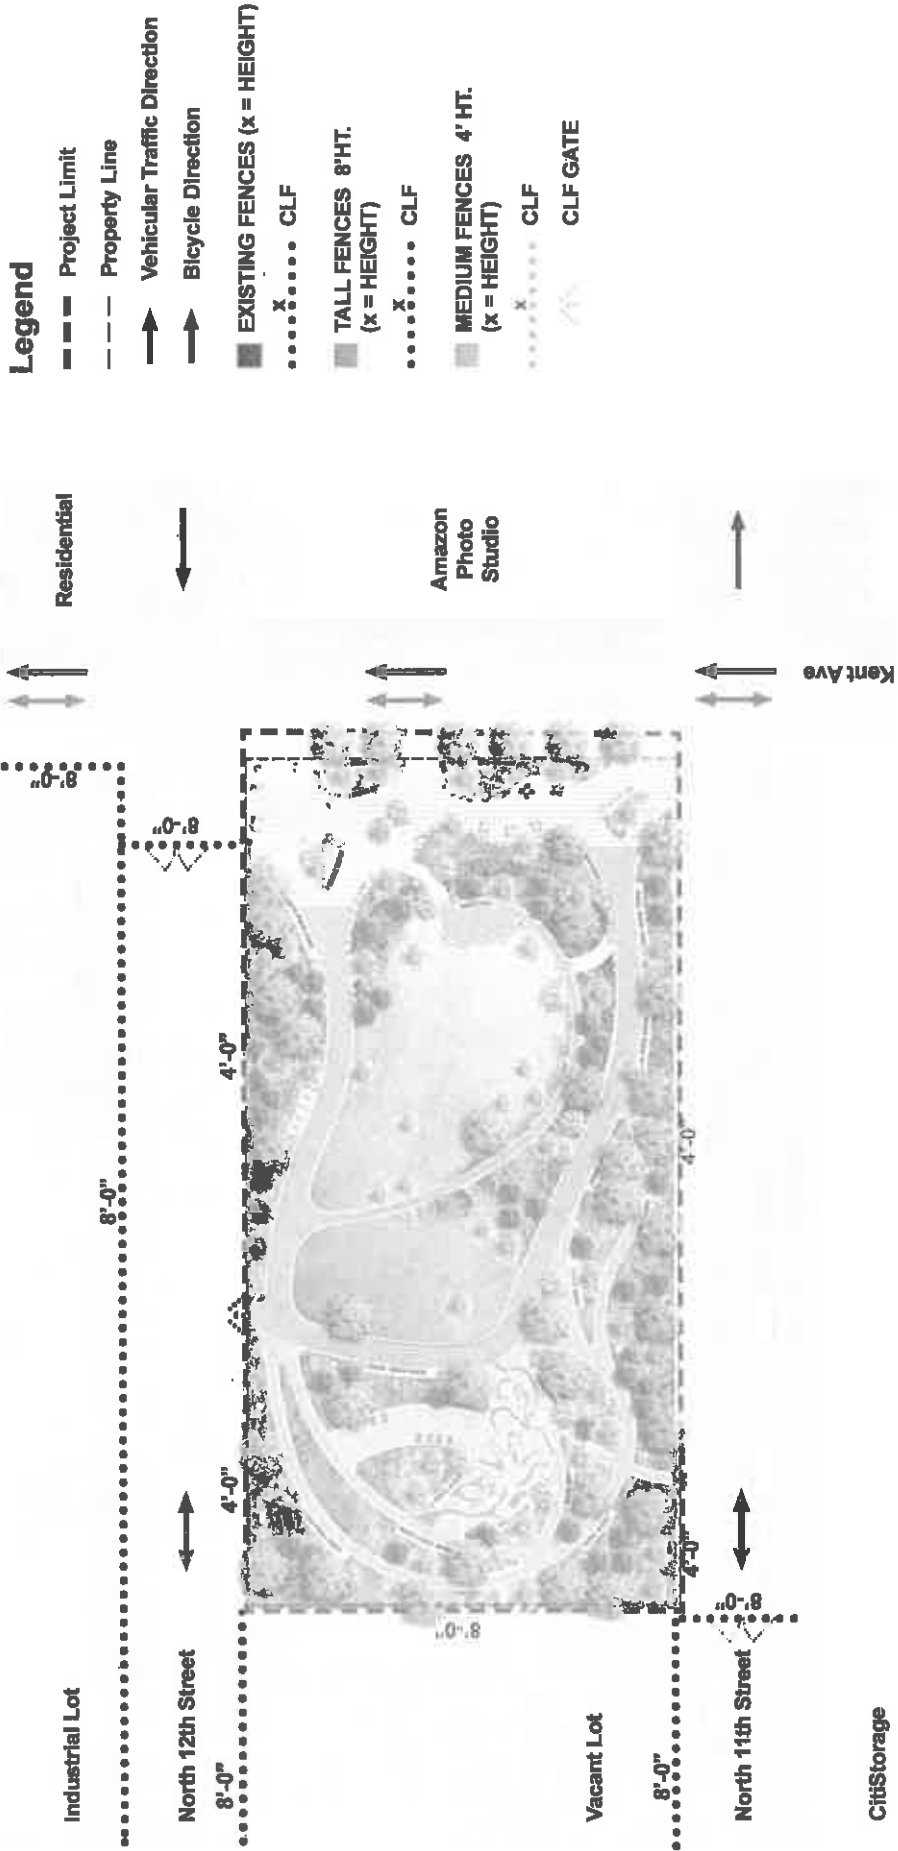 Legend
Project Limit
Property Line
Vehicular Traffic Direction
Bicycle Direction
EXISTING FENCES (x = HEIGHT)
x
CLF
TALL FENCES 8'HT.
(x = HEIGHT)
x
CLF
MEDIUM FENCES 4' HT.
(x = HEIGHT)
x
CLF
CLF GATE
Residential
Amazon
Photo
Studio
Kent Ave
8'-0"
8'-0"
8'-0"
4'-0"
4'-0"
4'-0
4'-0"
8'-0"
8'-0"
Industrial Lot
North 12th Street
8'-0"
Vacant Lot
8'-0"
North 11th Street
CitiStorage